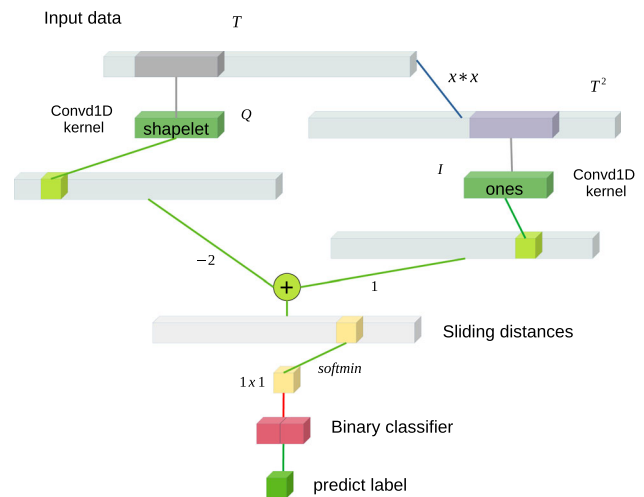 Input data
T
x∗x
T²
Convd1D
kernel
Q
shapelet
I
ones
Convd1D
kernel
−2
+
1
Sliding distances
softmin
1x1
Binary classifier
predict label